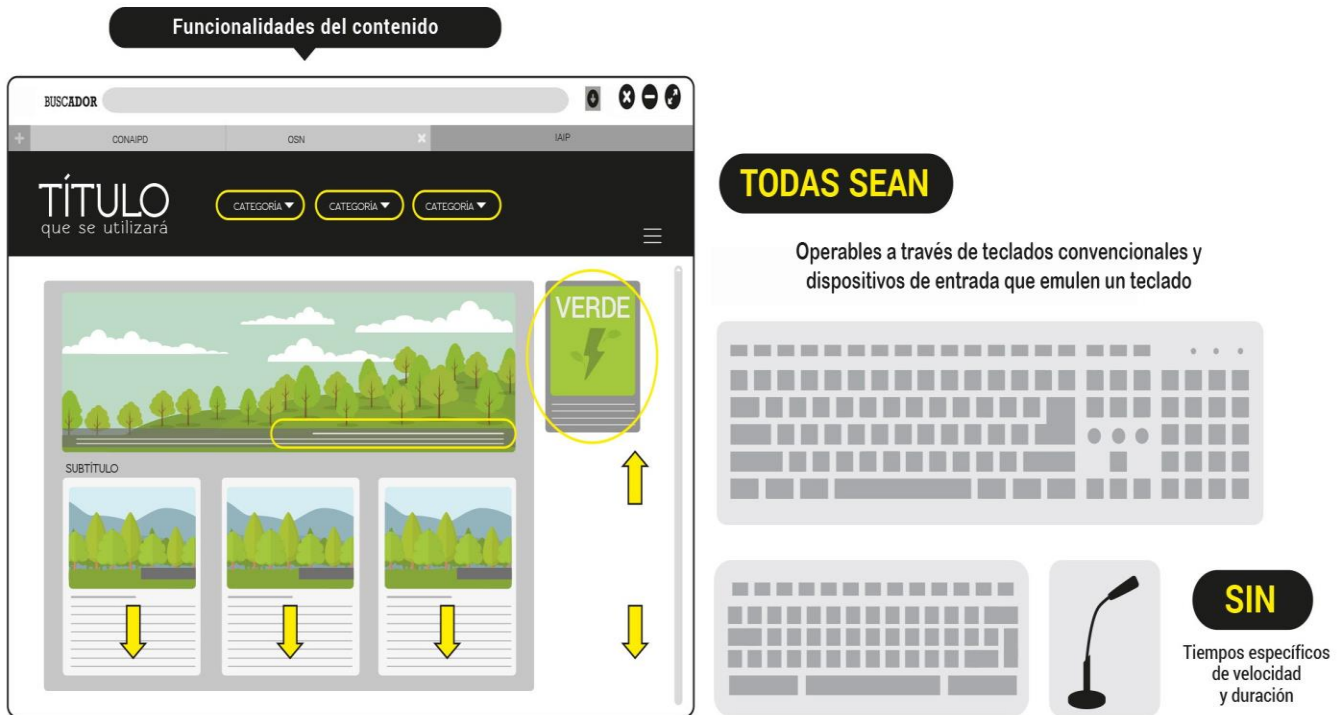 Funcionalidades del contenido
BUSCADOR
CONAIPD
OSN
IAIP
TÍTULO
que se utilizará
CATEGORÍA
CATEGORÍA
CATEGORÍA
VERDE
SUBTÍTULO
TODAS SEAN
Operables a través de teclados convencionales y
dispositivos de entrada que emulen un teclado
SIN
Tiempos específicos
de velocidad
y duración